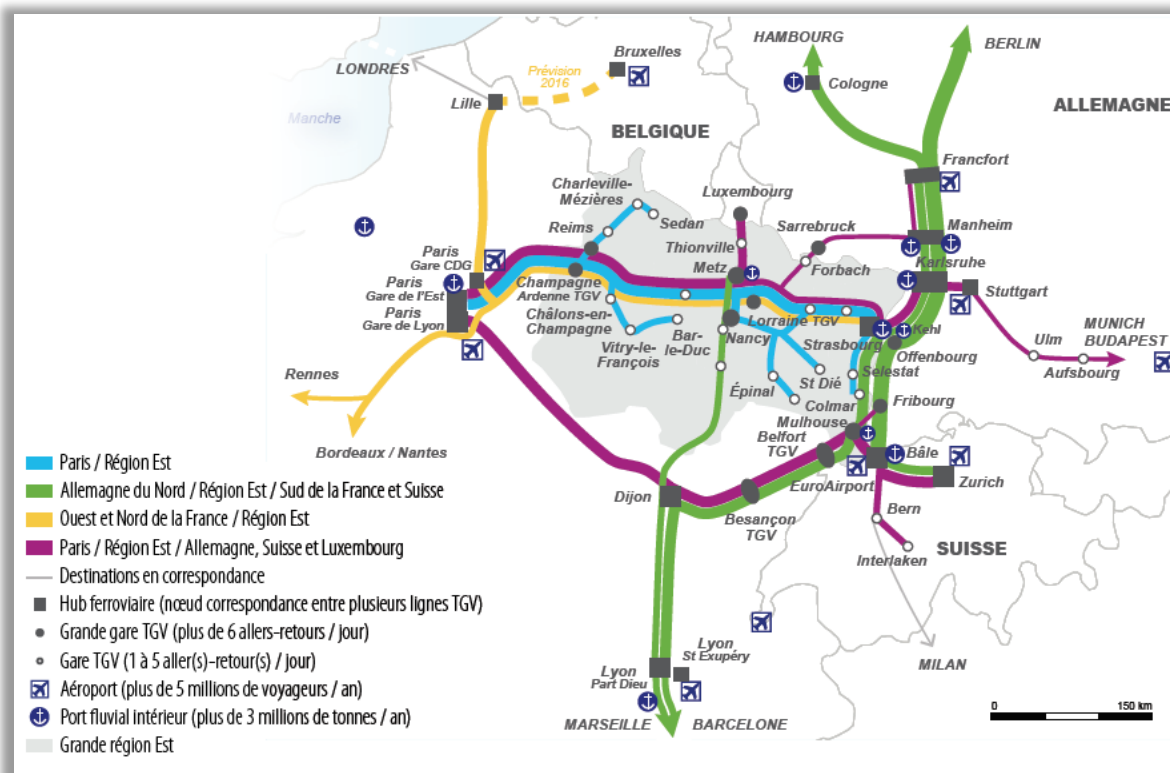 HAMBOURG
BERLIN
Bruxelles
LONDRES
Prévision
2016
Cologne
Lille
ALLEMAGNE
Manche
BELGIQUE
Francfort
Charleville-
Mézières
Luxembourg
Sedan
Reims
Sarrebruck
Manheim
Thionville
Paris
Gare CDG
Metz
Forbach
Karlsruhe
Paris
Gare de l'Est
Champagne
Ardenne TGV
Stuttgart
Paris
Gare de Lyon
Châlons-en-
Champagne
Lorraine TGV
Nancy
Strasbourg
Kehl
MUNICH
BUDAPEST
Vitry-le-
François
Bar-
le-Duc
Offenbourg
Ulm
Aufsbourg
Rennes
Épinal
St Dié
Selestat
Colmar
Fribourg
Mulhouse
Bordeaux / Nantes
Belfort
TGV
Bâle
EuroAirport
Zurich
Dijon
Besançon
TGV
Bern
SUISSE
Interlaken
Lyon
St Exupéry
Lyon
Part Dieu
MILAN
MARSEILLE
BARCELONE
0
150 km
Paris / Région Est
Allemagne du Nord / Région Est / Sud de la France et Suisse
Ouest et Nord de la France / Région Est
Paris / Région Est / Allemagne, Suisse et Luxembourg
Destinations en correspondance
Hub ferroviaire (nœud correspondance entre plusieurs lignes TGV)
Grande gare TGV (plus de 6 allers-retours / jour)
Gare TGV (1 à 5 aller(s)-retour(s) / jour)
Aéroport (plus de 5 millions de voyageurs / an)
Port fluvial intérieur (plus de 3 millions de tonnes / an)
Grande région Est